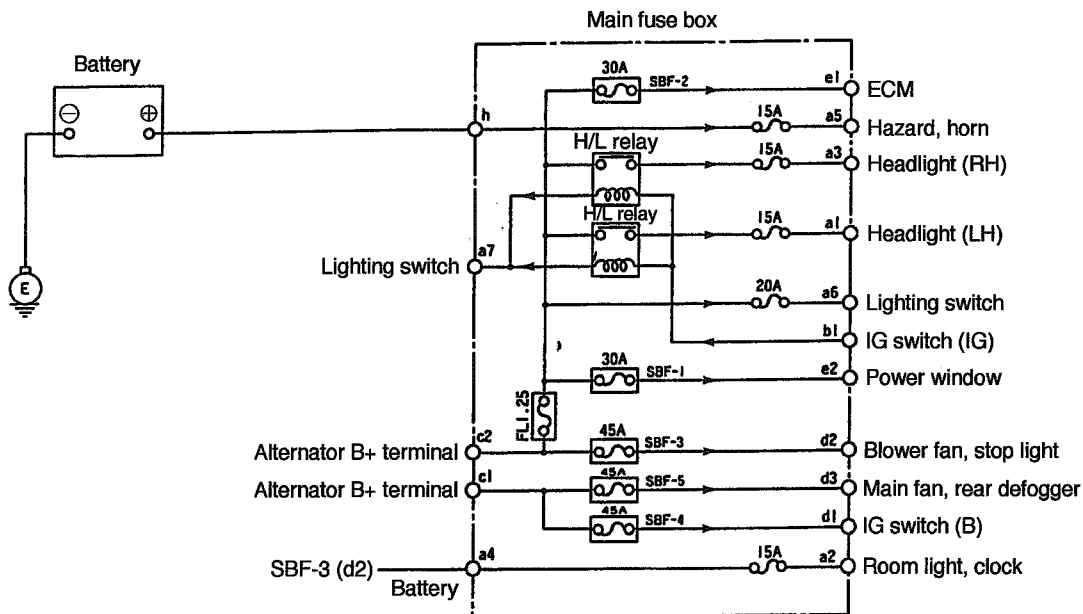 Main fuse box
Battery
30A
SBF-2
e1
ECM
h
15A
a5
Hazard, horn
H/L relay
15A
a3
Headlight (RH)
H/L relay
15A
a1
Headlight (LH)
Lighting switch
a7
E
20A
a6
Lighting switch
b1
IG switch (IG)
30A
SBF-1
e2
Power window
FL1.25
Alternator B+ terminal
c2
45A
SBF-3
d2
Blower fan, stop light
Alternator B+ terminal
c1
45A
SBF-5
d3
Main fan, rear defogger
45A
SBF-4
d1
IG switch (B)
SBF-3 (d2)
a4
15A
a2
Room light, clock
Battery